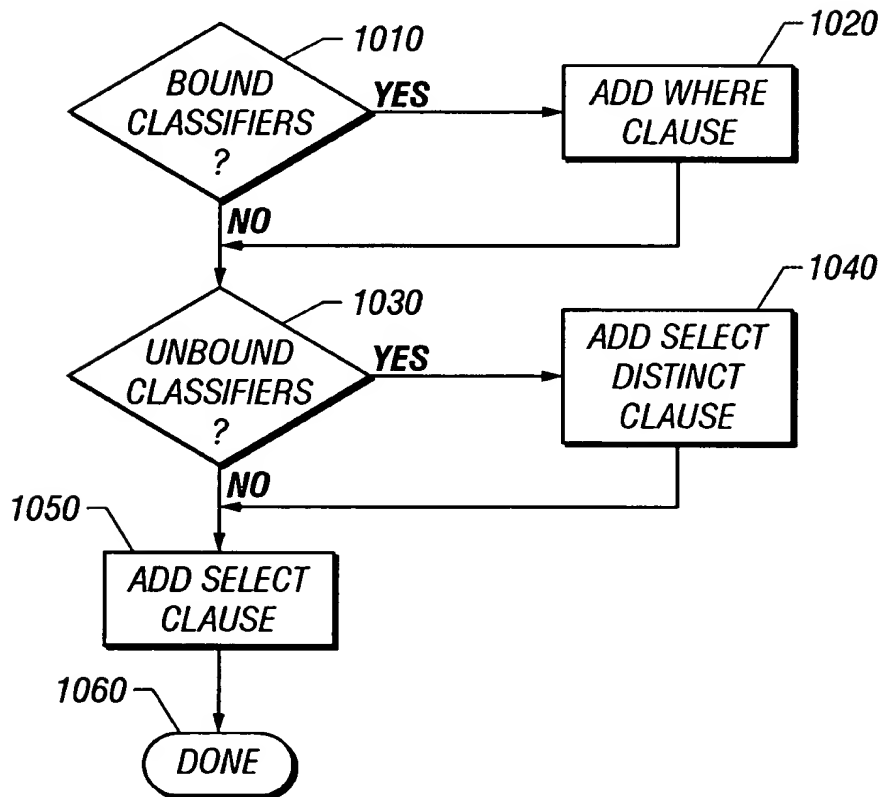 1010
BOUND
CLASSIFIERS
?
YES
1020
ADD WHERE
CLAUSE
NO
1030
UNBOUND
CLASSIFIERS
?
YES
1040
ADD SELECT
DISTINCT
CLAUSE
NO
1050
ADD SELECT
CLAUSE
1060
DONE